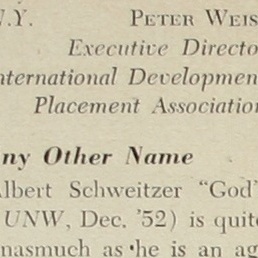 N.Y. PETER WEIS
Executive Directo
nternational Developmen
Placement Association
ny Other Name
Albert Schweitzer “God”
UNW, Dec. '52) is quite
nasmuch as he is an ag